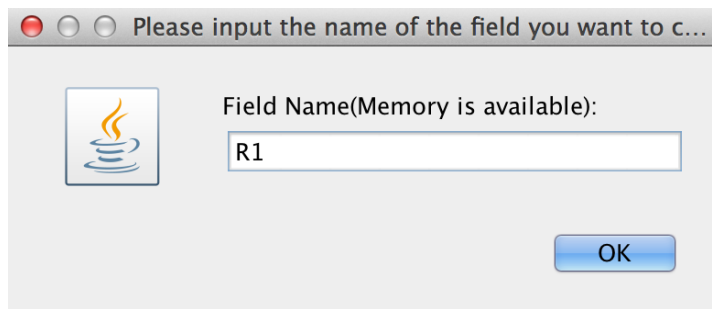 Please input the name of the field you want to c...
Field Name(Memory is available):
R1
OK